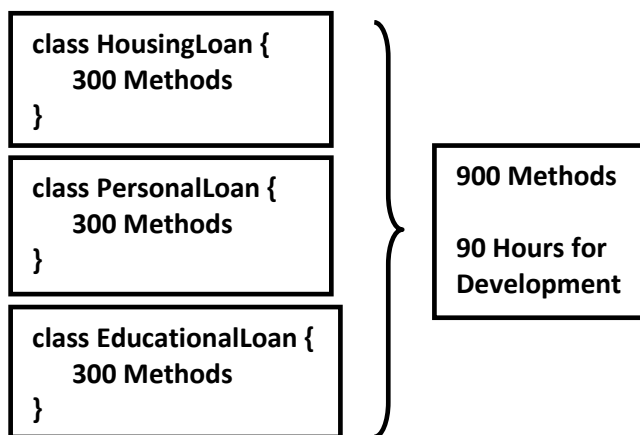 class HousingLoan {
300 Methods
}
class PersonalLoan {
300 Methods
}
class EducationalLoan {
300 Methods
}
900 Methods
90 Hours for
Development